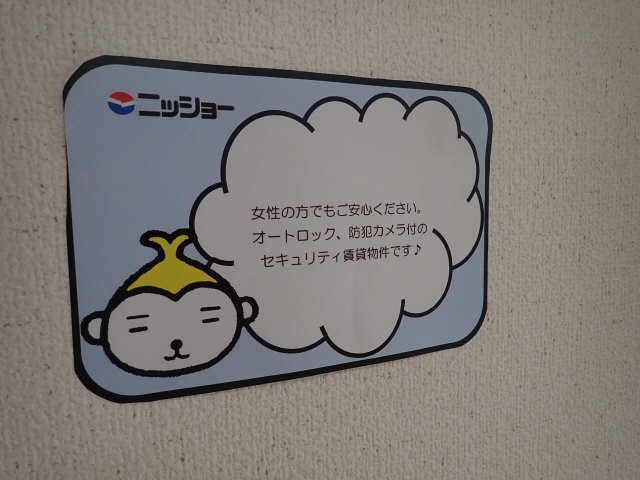 ニッショー
女性の方でもご安心ください。
オートロック、防犯カメラ付の
セキュリティ賃貸物件です♪